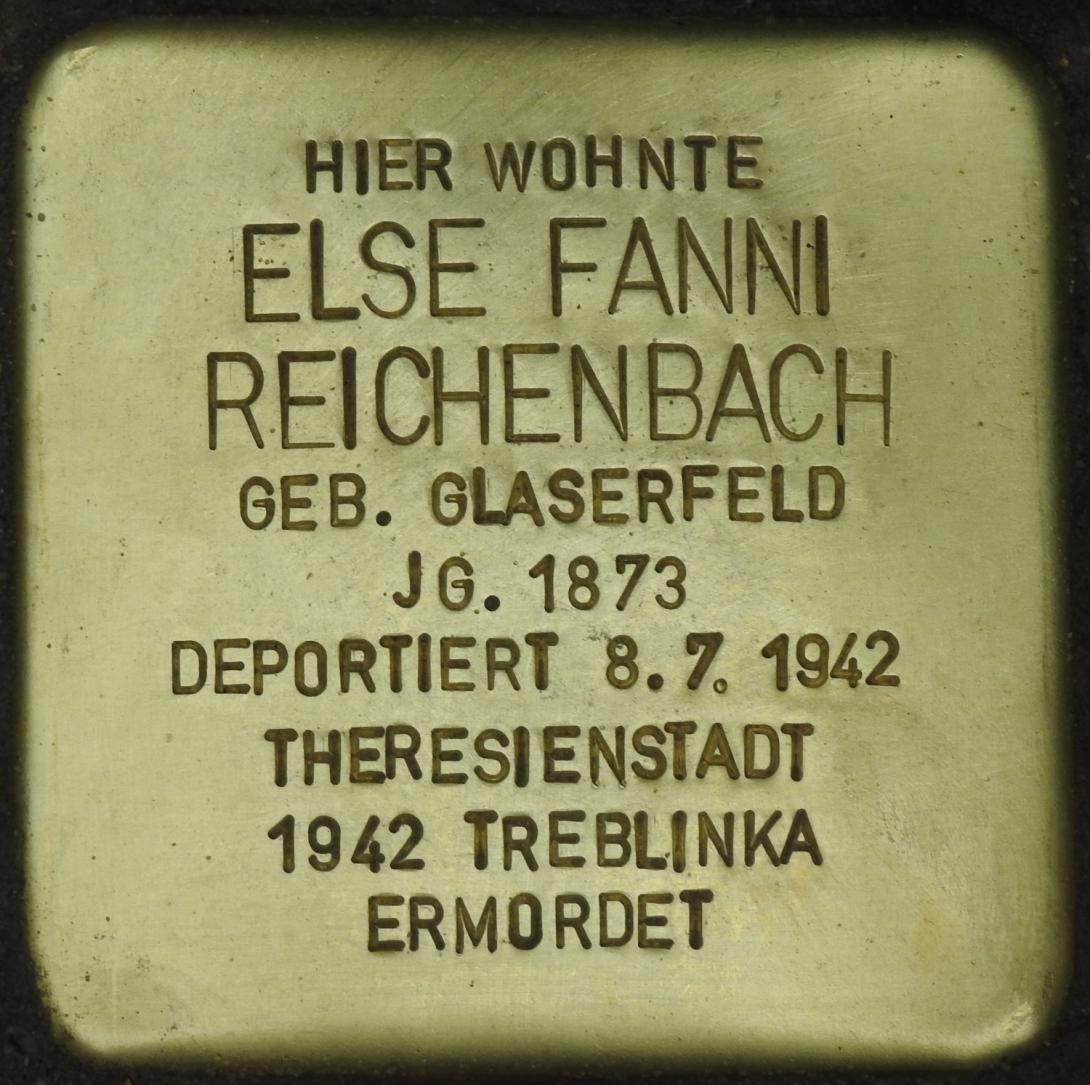 HIER WOHNTE
ELSE FANNI
REICHENBACH
GEB. GLASERFELD
JG. 1873
DEPORTIERT 8.7. 1942
THERESIENSTADT
1942 TREBLINKA
ERMORDET